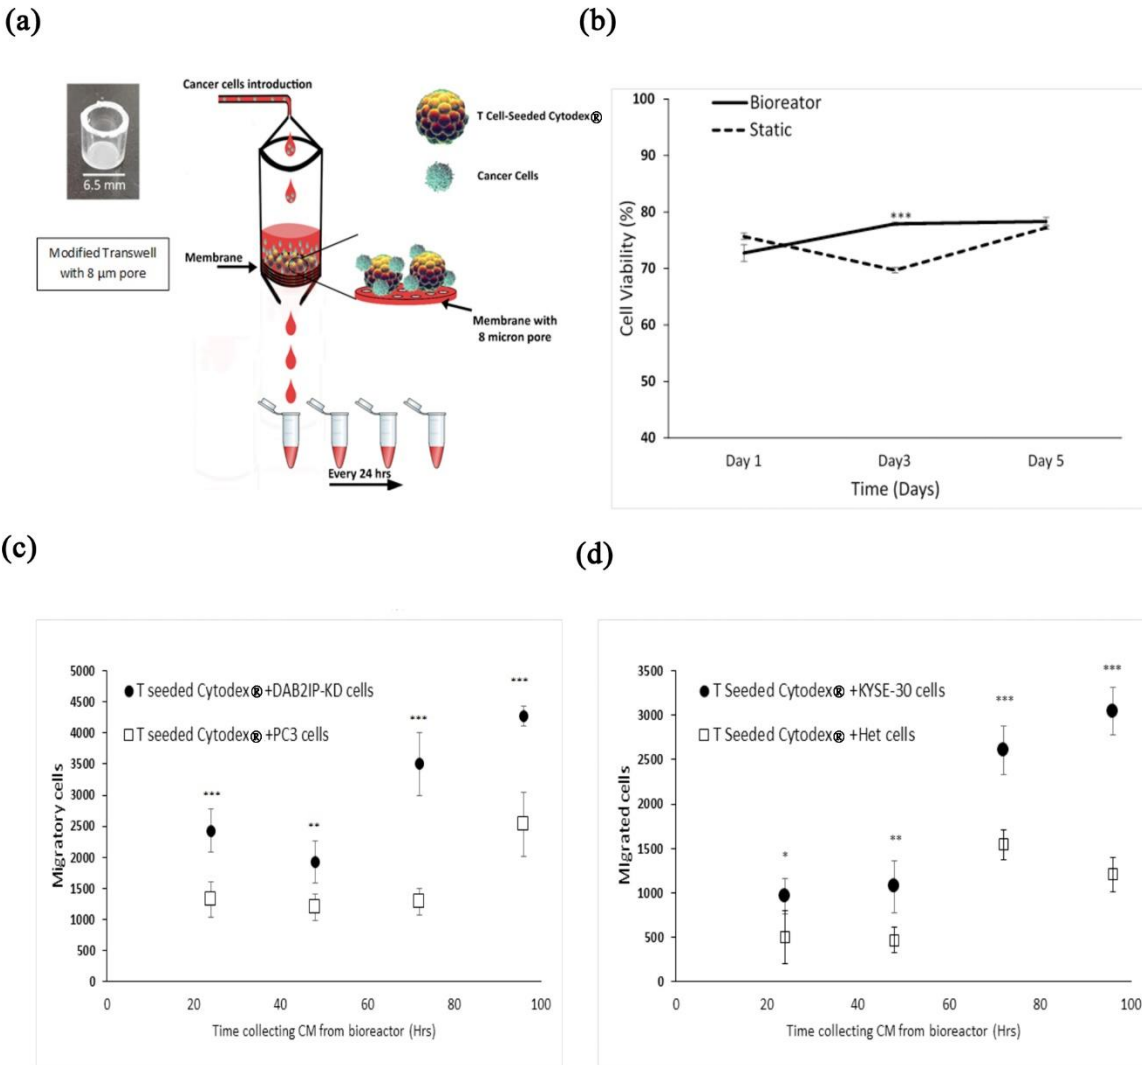 (a)
Cancer cells introduction
T Cell-Seeded Cytodex®
Cancer Cells
6.5 mm
Modified Transwell
with 8 µm pore
Membrane
Membrane with
8 micron pore
Every 24 hrs
(b)
Bioreator
Static
***
Cell Viability (%)
100
90
80
70
60
50
40
Day 1
Day3
Day 5
Time (Days)
(c)
T seeded Cytodex® +DAB2IP-KD cells
T seeded Cytodex® +PC3 cells
***
**
***
***
Migratory cells
5000
4500
4000
3500
3000
2500
2000
1500
1000
500
0
0
20
40
60
80
100
Time collecting CM from bioreactor (Hrs)
(d)
T Seeded Cytodex® +KYSE-30 cells
T Seeded Cytodex® +Het cells
*
**
***
***
MIgrated cells
3500
3000
2500
2000
1500
1000
500
0
0
20
40
60
80
100
Time collecting CM from bioreactor (Hrs)